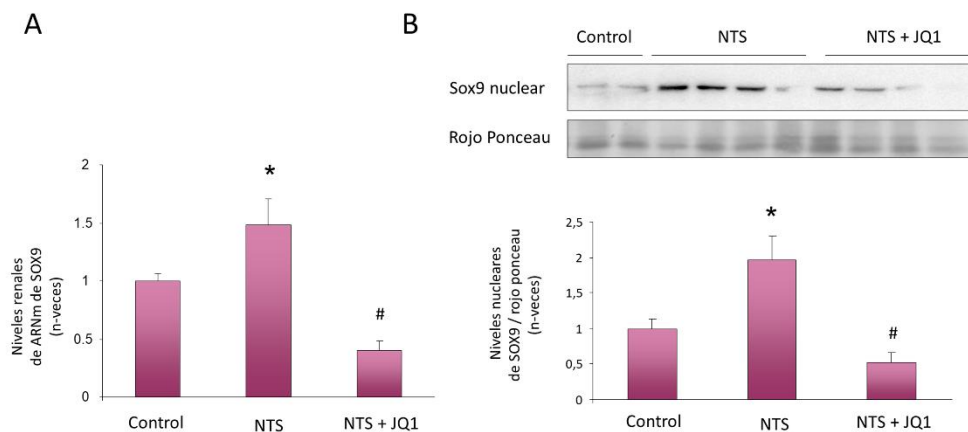 A
Niveles renales
de ARNm de SOX9
(n-veces)
2
1.5
1
0.5
0
*
#
Control
NTS
NTS + JQ1
B
Control
NTS
NTS + JQ1
Sox9 nuclear
Rojo Ponceau
Niveles nucleares
de SOX9 / rojo ponceau
(n-veces)
2,5
2
1,5
1
0,5
0
*
#
Control
NTS
NTS + JQ1